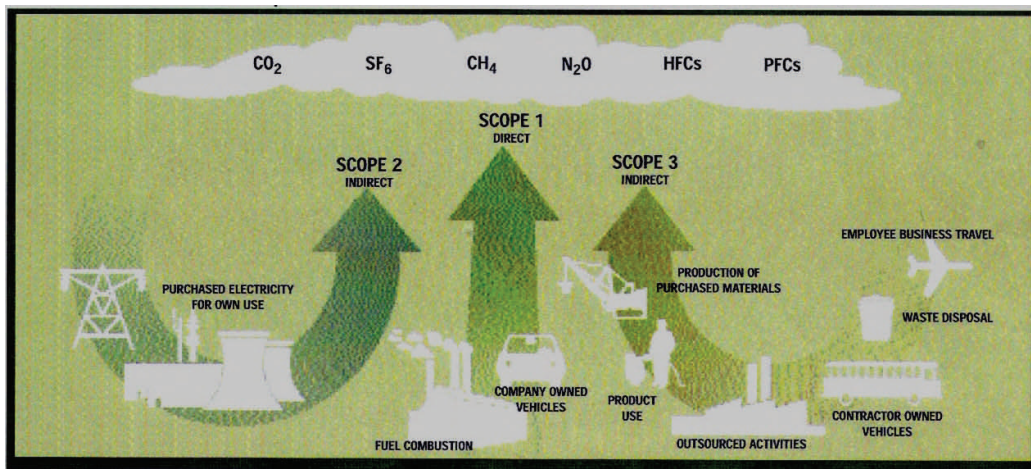 CO₂ SF₆ CH₄ N₂O HFCs PFCs
SCOPE 1
DIRECT
SCOPE 2
INDIRECT
SCOPE 3
INDIRECT
EMPLOYEE BUSINESS TRAVEL
PURCHASED ELECTRICITY
FOR OWN USE
PRODUCTION OF
PURCHASED MATERIALS
WASTE DISPOSAL
COMPANY OWNED
VEHICLES
PRODUCT
USE
CONTRACTOR OWNED
VEHICLES
FUEL COMBUSTION
OUTSOURCED ACTIVITIES